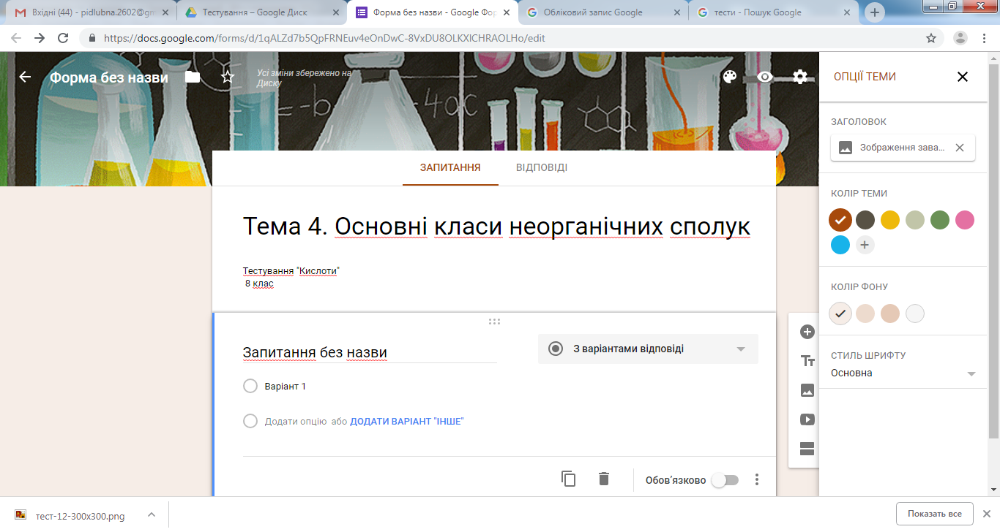 Вхідні (44) - pidlubna.2602@gm
Тестування – Google Диск
Форма без назви - Google Фор
Обліковий запис Google
тести - Пошук Google
https://docs.google.com/forms/d/1qALZd7b5QpFRNEuv4eOnDwC-8VxDU8OLKXlCHRAOLHo/edit
Форма без назви
Усі зміни збережено на
Диску
ОПЦІЇ ТЕМИ
ЗАПИТАННЯ
ВІДПОВІДІ
ЗАГОЛОВОК
Зображення зава...
КОЛІР ТЕМИ
Тема 4. Основні класи неорганічних сполук
Тестування "Кислоти"
8 клас
КОЛІР ФОНУ
Запитання без назви
З варіантами відповіді
СТИЛЬ ШРИФТУ
Основна
Варіант 1
Додати опцію або ДОДАТИ ВАРІАНТ "ІНШЕ"
Обов’язково
тест-12-300x300.png
Показать все